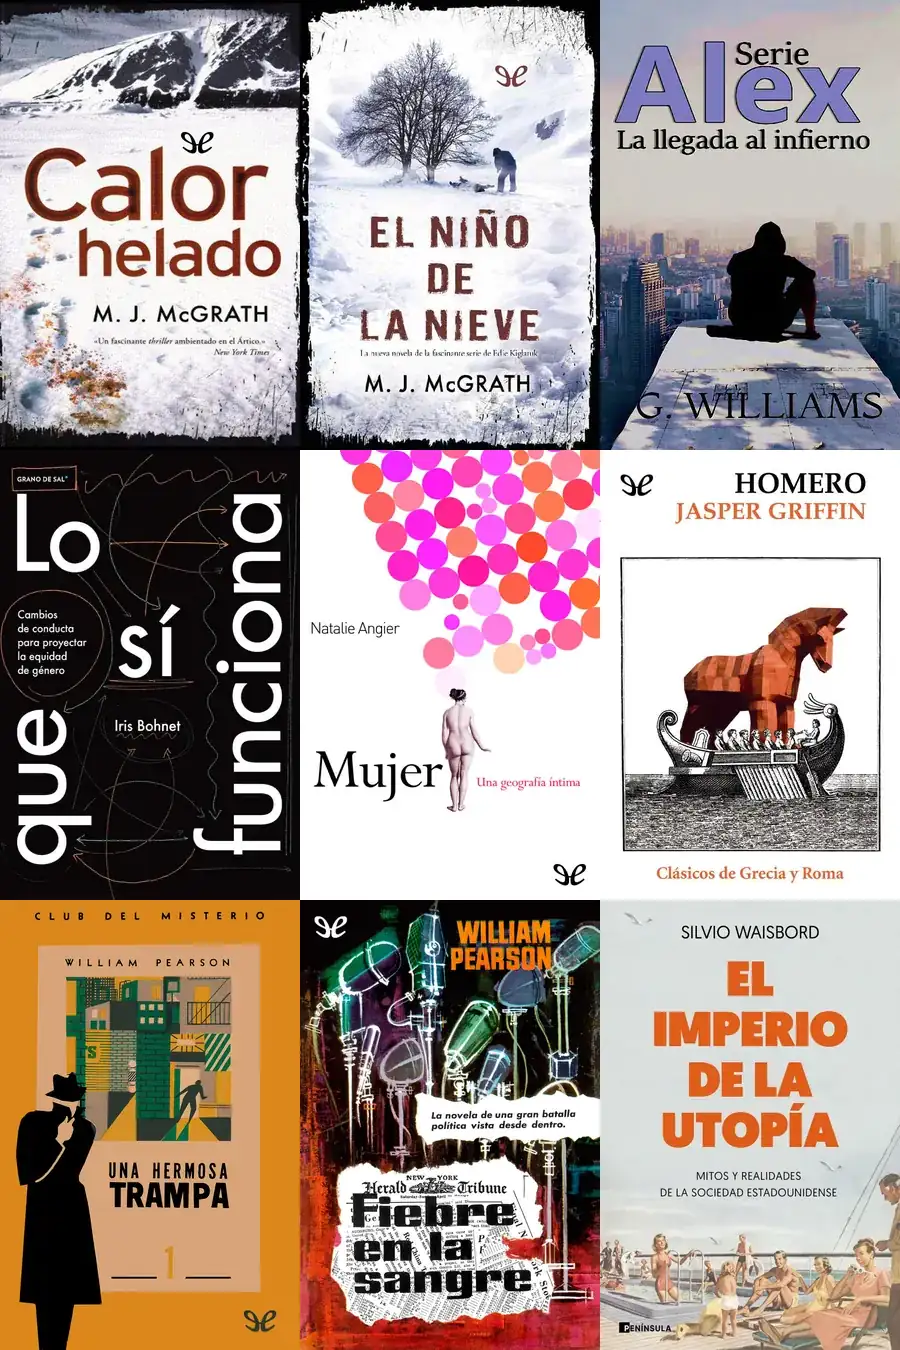 Calor
helado
M. J. McGRATH
«Un fascinante thriller ambientado en el Ártico.»
New York Times
EL NIÑO
DE
LA NIEVE
La nueva novela de la fascinante serie de Edie Kiglatuk
M. J. McGRATH
Serie
Alex
La llegada al infierno
G. WILLIAMS
GRANO DE SAL
Lo
que
sí
funciona
Cambios
de conducta
para proyectar
la equidad
de género
Iris Bohnet
Natalie Angier
Mujer
Una geografía íntima
HOMERO
JASPER GRIFFIN
Clásicos de Grecia y Roma
CLUB DEL MISTERIO
WILLIAM PEARSON
UNA HERMOSA
TRAMPA
1
WILLIAM
PEARSON
La novela de una gran batalla
política vista desde dentro.
NEW YORK
Herald Tribune
Fiebre
en la
sangre
SILVIO WAISBORD
EL
IMPERIO
DE LA
UTOPÍA
MITOS Y REALIDADES
DE LA SOCIEDAD ESTADOUNIDENSE
PENÍNSULA